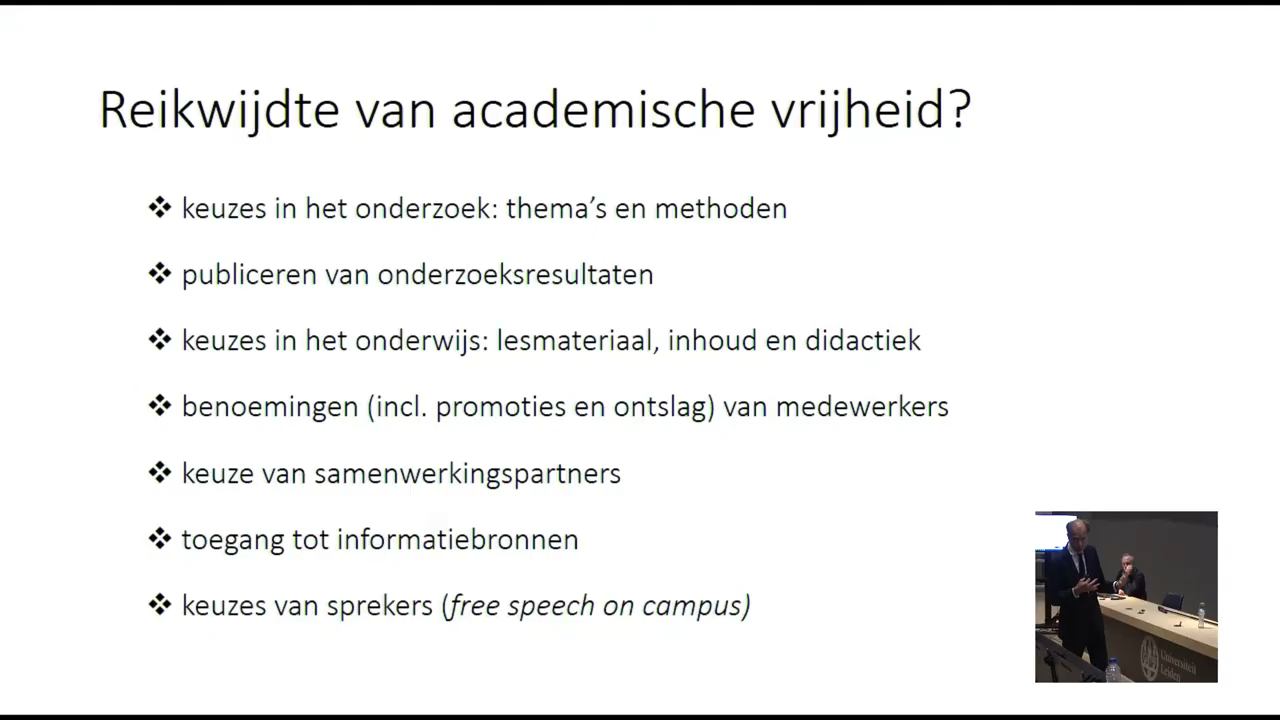 Reikwijdte van academische vrijheid?
❖ keuzes in het onderzoek: thema’s en methoden
❖ publiceren van onderzoeksresultaten
❖ keuzes in het onderwijs: lesmateriaal, inhoud en didactiek
❖ benoemingen (incl. promoties en ontslag) van medewerkers
❖ keuze van samenwerkingspartners
❖ toegang tot informatiebronnen
❖ keuzes van sprekers (free speech on campus)
Universiteit
Leiden